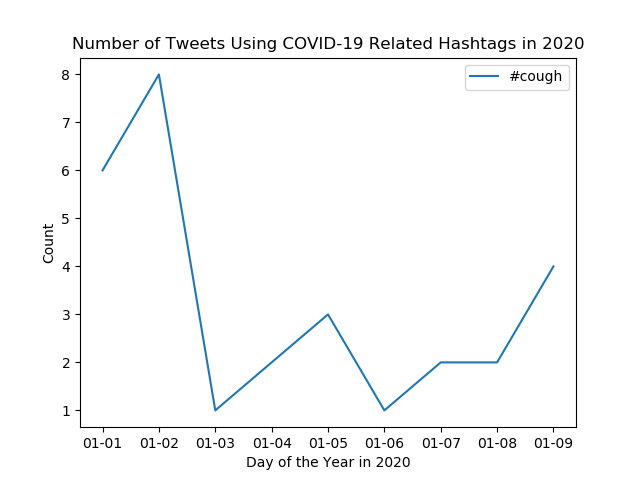 Number of Tweets Using COVID-19 Related Hashtags in 2020
#cough
8
7
6
5
4
3
2
1
Count
01-01 01-02 01-03 01-04 01-05 01-06 01-07 01-08 01-09
Day of the Year in 2020